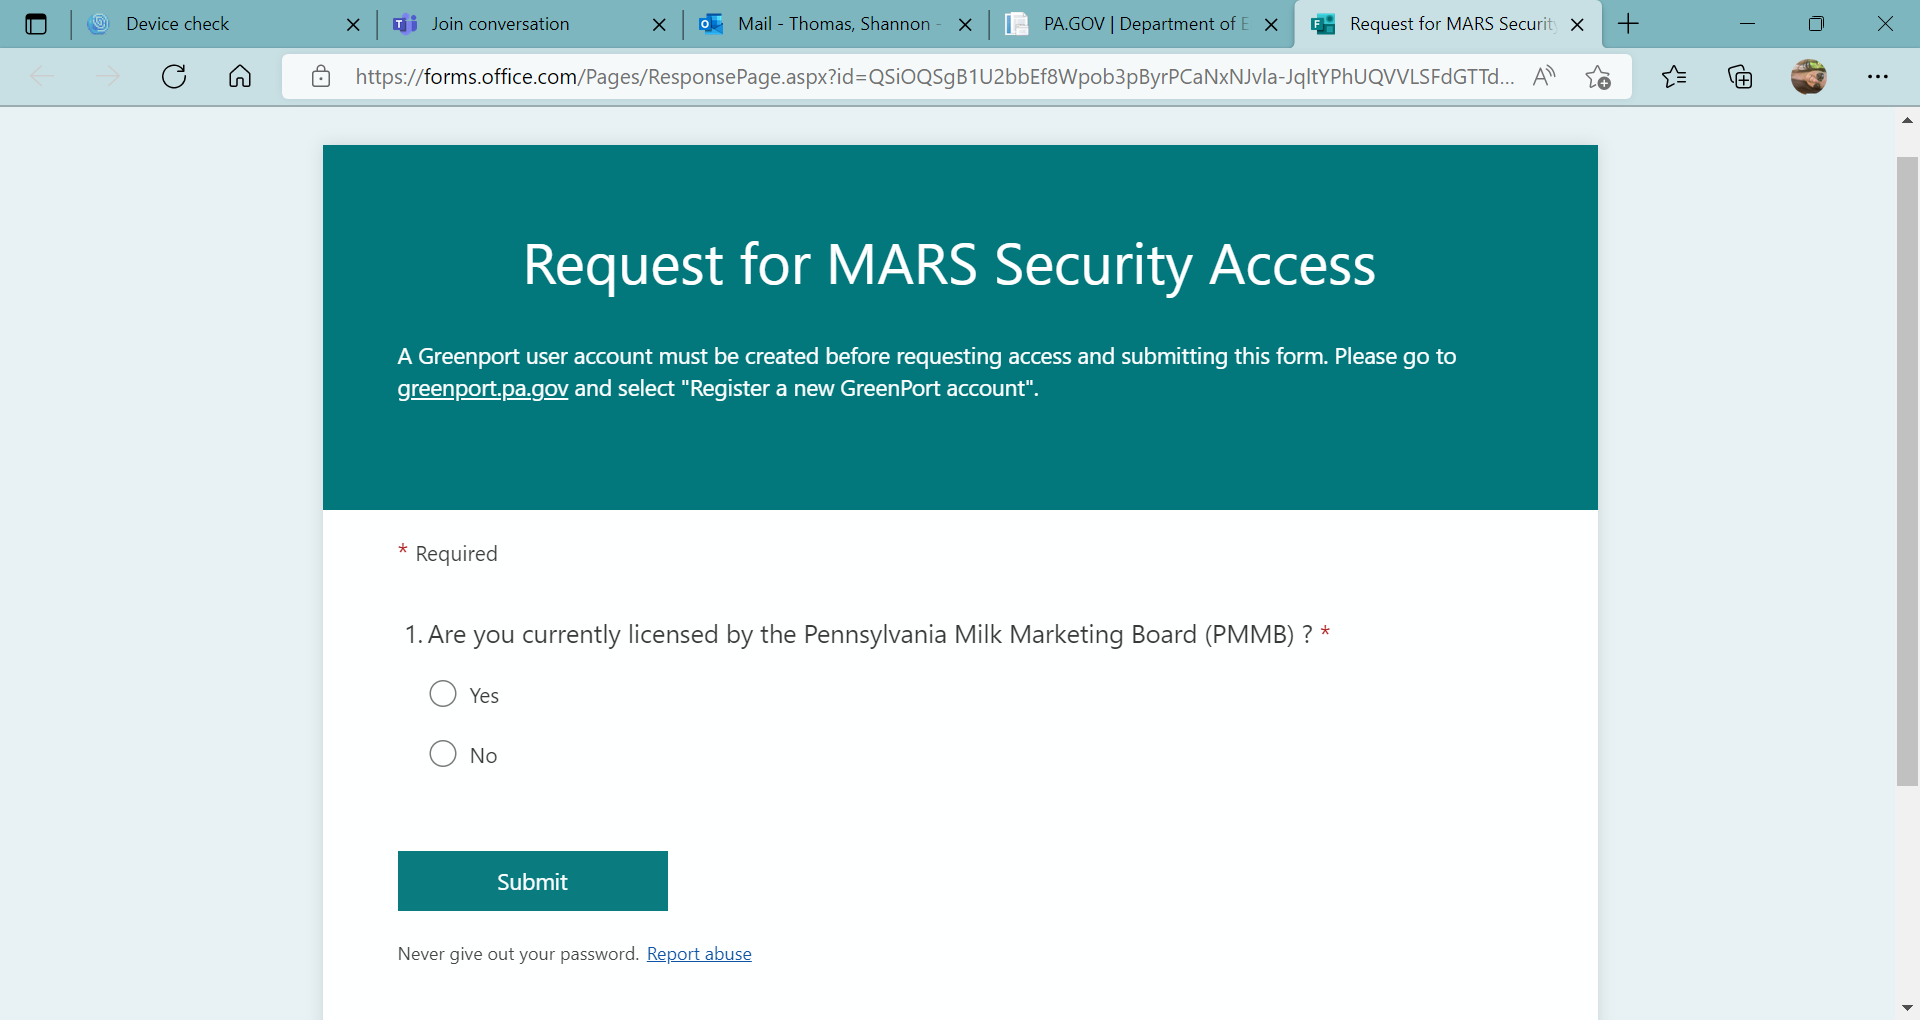 Device check
Join conversation
Mail - Thomas, Shannon -
PA.GOV | Department of E
Request for MARS Securit
https://forms.office.com/Pages/ResponsePage.aspx?id=QSiOQSgB1U2bbEf8Wpob3pByrPCaNxNJvla-JqltYPhUQVVLSFdGTTd...
Request for MARS Security Access
A Greenport user account must be created before requesting access and submitting this form. Please go to
greenport.pa.gov and select "Register a new GreenPort account".
* Required
1. Are you currently licensed by the Pennsylvania Milk Marketing Board (PMMB) ? *
Yes
No
Submit
Never give out your password. Report abuse